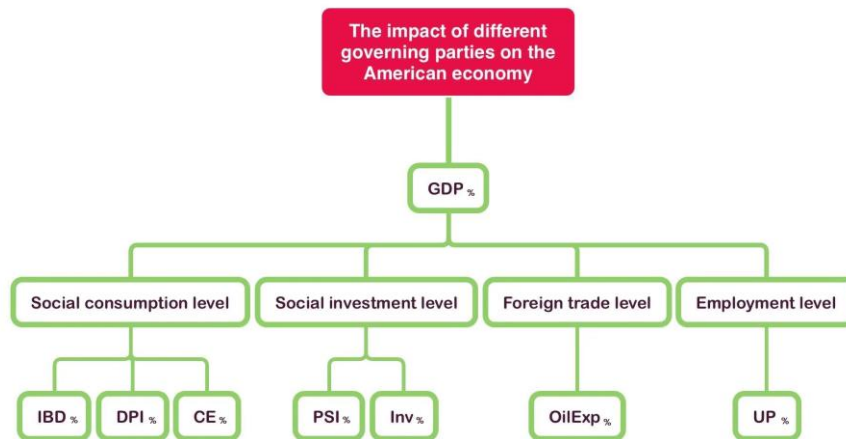 The impact of different
governing parties on the
American economy
GDP %
Social consumption level
Social investment level
Foreign trade level
Employment level
IBD %
DPI %
CE %
PSI %
Inv %
OilExp %
UP %